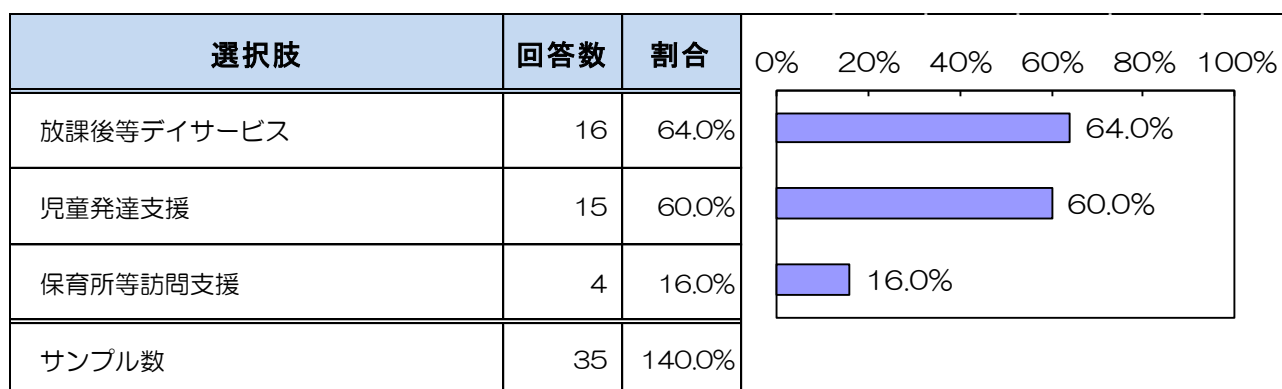 選択肢 回答数 割合
放課後等デイサービス 16 64.0%
児童発達支援 15 60.0%
保育所等訪問支援 4 16.0%
サンプル数 35 140.0%
0% 20% 40% 60% 80% 100%
64.0%
60.0%
16.0%